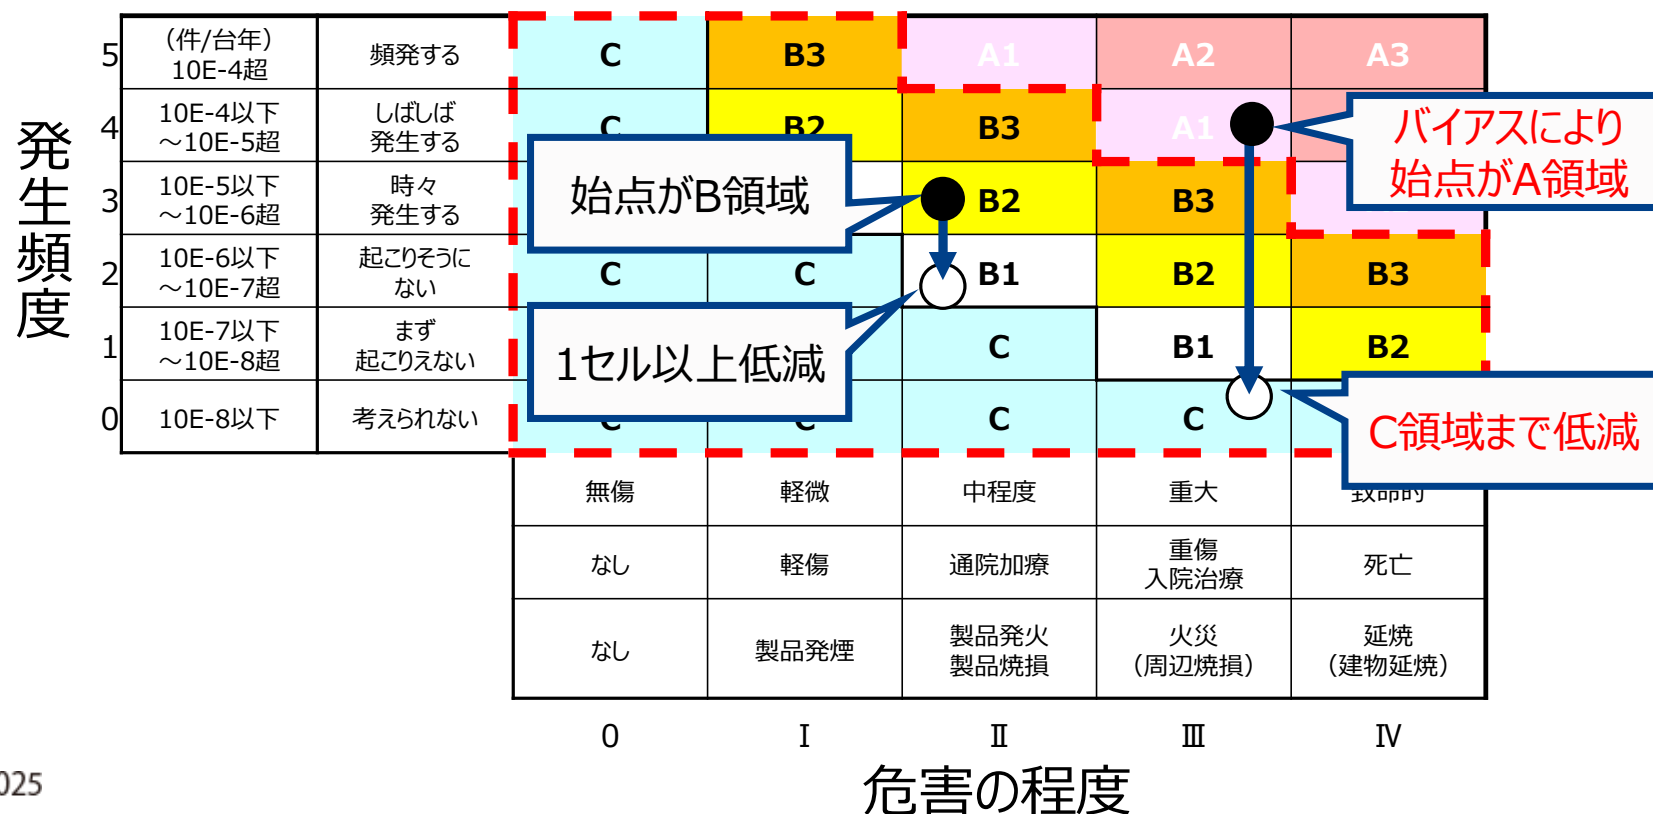 発生頻度
5
（件/台年）
10E-4超
頻発する
C
B3
A1
A2
A3
4
10E-4以下
～10E-5超
しばしば
発生する
C
B2
B3
A1
バイアスにより
始点がA領域
3
10E-5以下
～10E-6超
時々
発生する
始点がB領域
B2
B3
2
10E-6以下
～10E-7超
起こりそうに
ない
C
C
B1
B2
B3
1
10E-7以下
～10E-8超
まず
起こりえない
1セル以上低減
C
B1
B2
0
10E-8以下
考えられない
C
C
C
C
C領域まで低減
無傷
軽微
中程度
重大
致命的
なし
軽傷
通院加療
重傷
入院治療
死亡
なし
製品発煙
製品発火
製品焼損
火災
（周辺焼損）
延焼
（建物延焼）
0
Ⅰ
Ⅱ
Ⅲ
Ⅳ
危害の程度
025